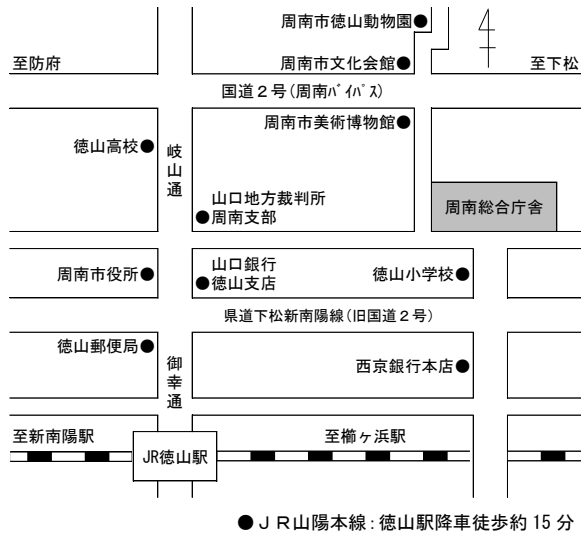 周南市徳山動物園●
至防府
周南市文化会館●
至下松
国道２号(周南ﾊﾞｲﾊﾟｽ)
周南市美術博物館●
徳山高校●
岐山通
山口地方裁判所
●周南支部
周南総合庁舎
周南市役所●
山口銀行
●徳山支店
徳山小学校●
県道下松新南陽線(旧国道２号)
徳山郵便局●
御幸通
西京銀行本店●
至新南陽駅
至櫛ヶ浜駅
JR徳山駅
●ＪＲ山陽本線:徳山駅降車徒歩約 15 分